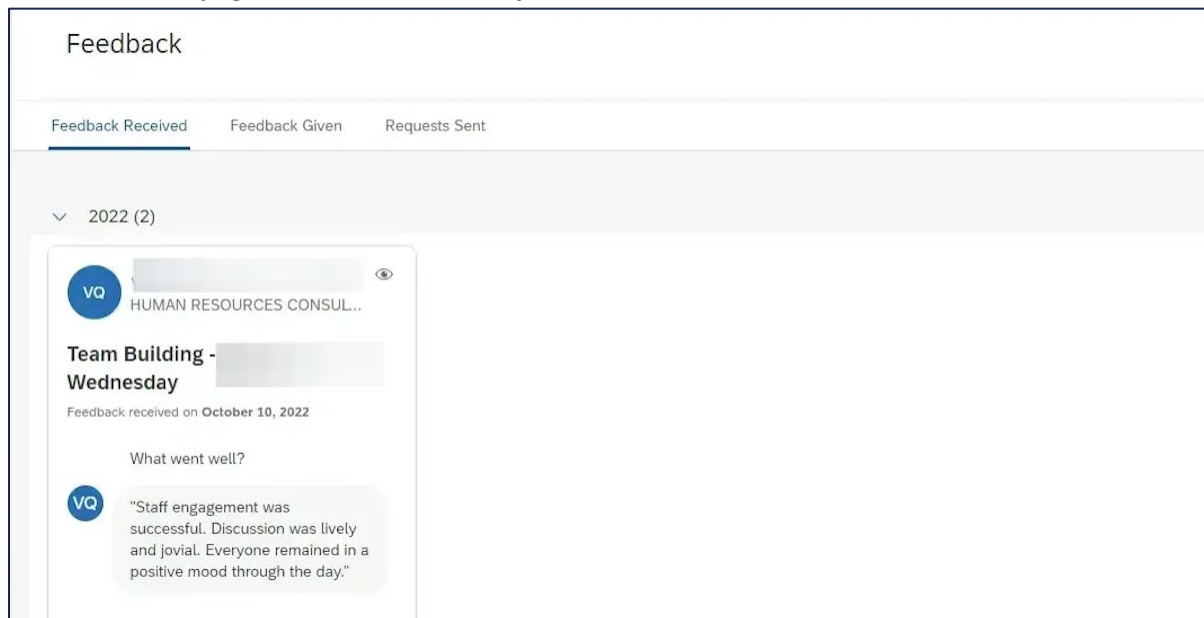 Feedback
Feedback Received Feedback Given Requests Sent
2022 (2)
VQ
HUMAN RESOURCES CONSUL...
Team Building -
Wednesday
Feedback received on October 10, 2022
What went well?
VQ
"Staff engagement was
successful. Discussion was lively
and jovial. Everyone remained in a
positive mood through the day."